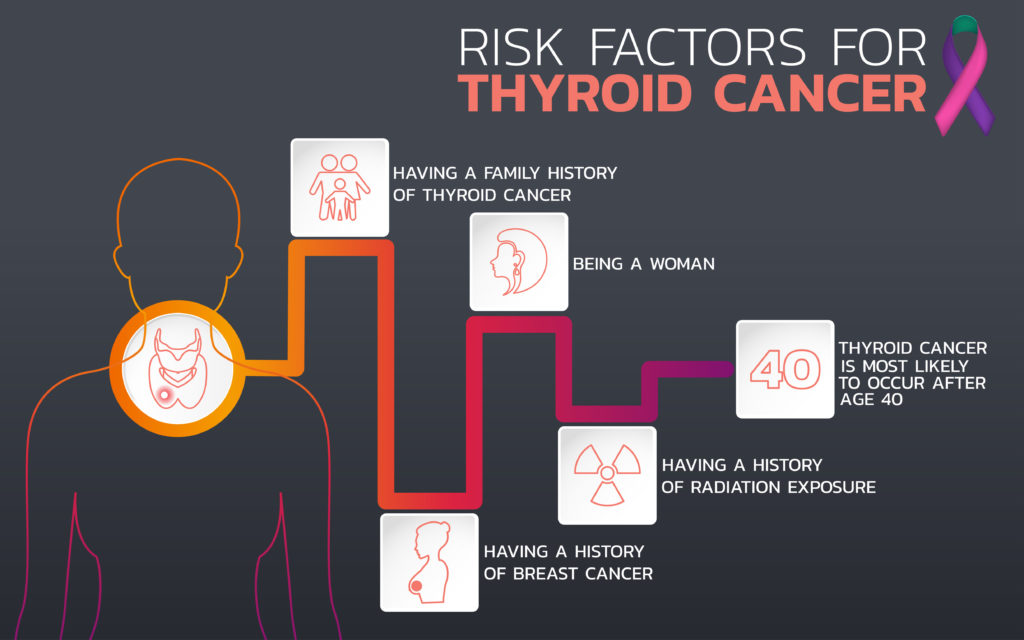 RISK FACTORS FOR
THYROID CANCER
HAVING A FAMILY HISTORY
OF THYROID CANCER
BEING A WOMAN
40
THYROID CANCER
IS MOST LIKELY
TO OCCUR AFTER
AGE 40
HAVING A HISTORY
OF RADIATION EXPOSURE
HAVING A HISTORY
OF BREAST CANCER